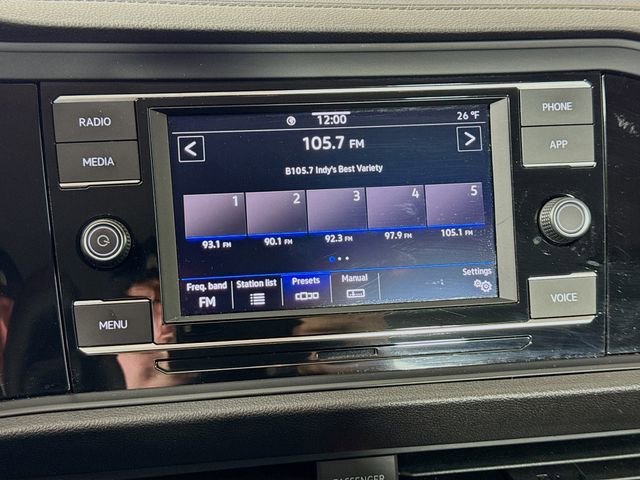 RADIO
MEDIA
MENU
12:00
26 °F
<
105.7 FM
>
B105.7 Indy's Best Variety
1 2 3 4 5
93.1 FM 90.1 FM 92.3 FM 97.9 FM 105.1 FM
Freq. band Station list Presets Manual Settings
FM
PHONE
APP
VOICE
PASSENGER